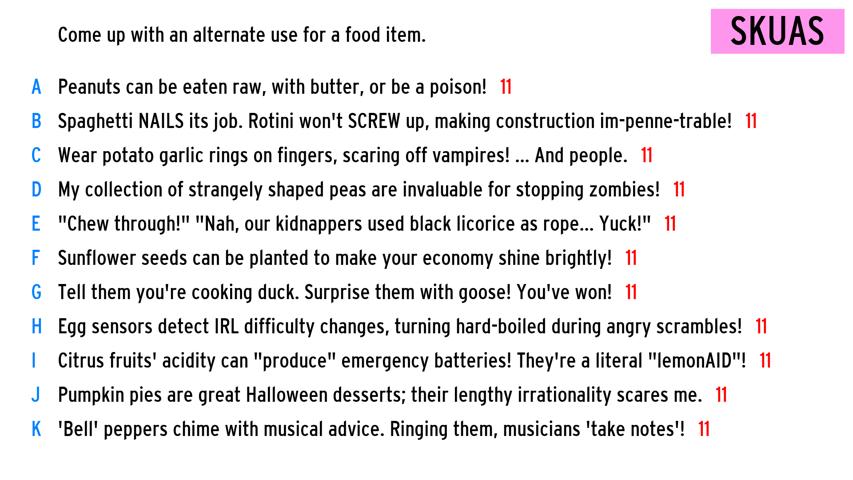 Come up with an alternate use for a food item.
SKUAS
A Peanuts can be eaten raw, with butter, or be a poison! 11
B Spaghetti NAILS its job. Rotini won't SCREW up, making construction im-penne-trable! 11
C Wear potato garlic rings on fingers, scaring off vampires! ... And people. 11
D My collection of strangely shaped peas are invaluable for stopping zombies! 11
E "Chew through!" "Nah, our kidnappers used black licorice as rope... Yuck!" 11
F Sunflower seeds can be planted to make your economy shine brightly! 11
G Tell them you're cooking duck. Surprise them with goose! You've won! 11
H Egg sensors detect IRL difficulty changes, turning hard-boiled during angry scrambles! 11
I Citrus fruits' acidity can "produce" emergency batteries! They're a literal "lemonAID"! 11
J Pumpkin pies are great Halloween desserts; their lengthy irrationality scares me. 11
K 'Bell' peppers chime with musical advice. Ringing them, musicians 'take notes'! 11